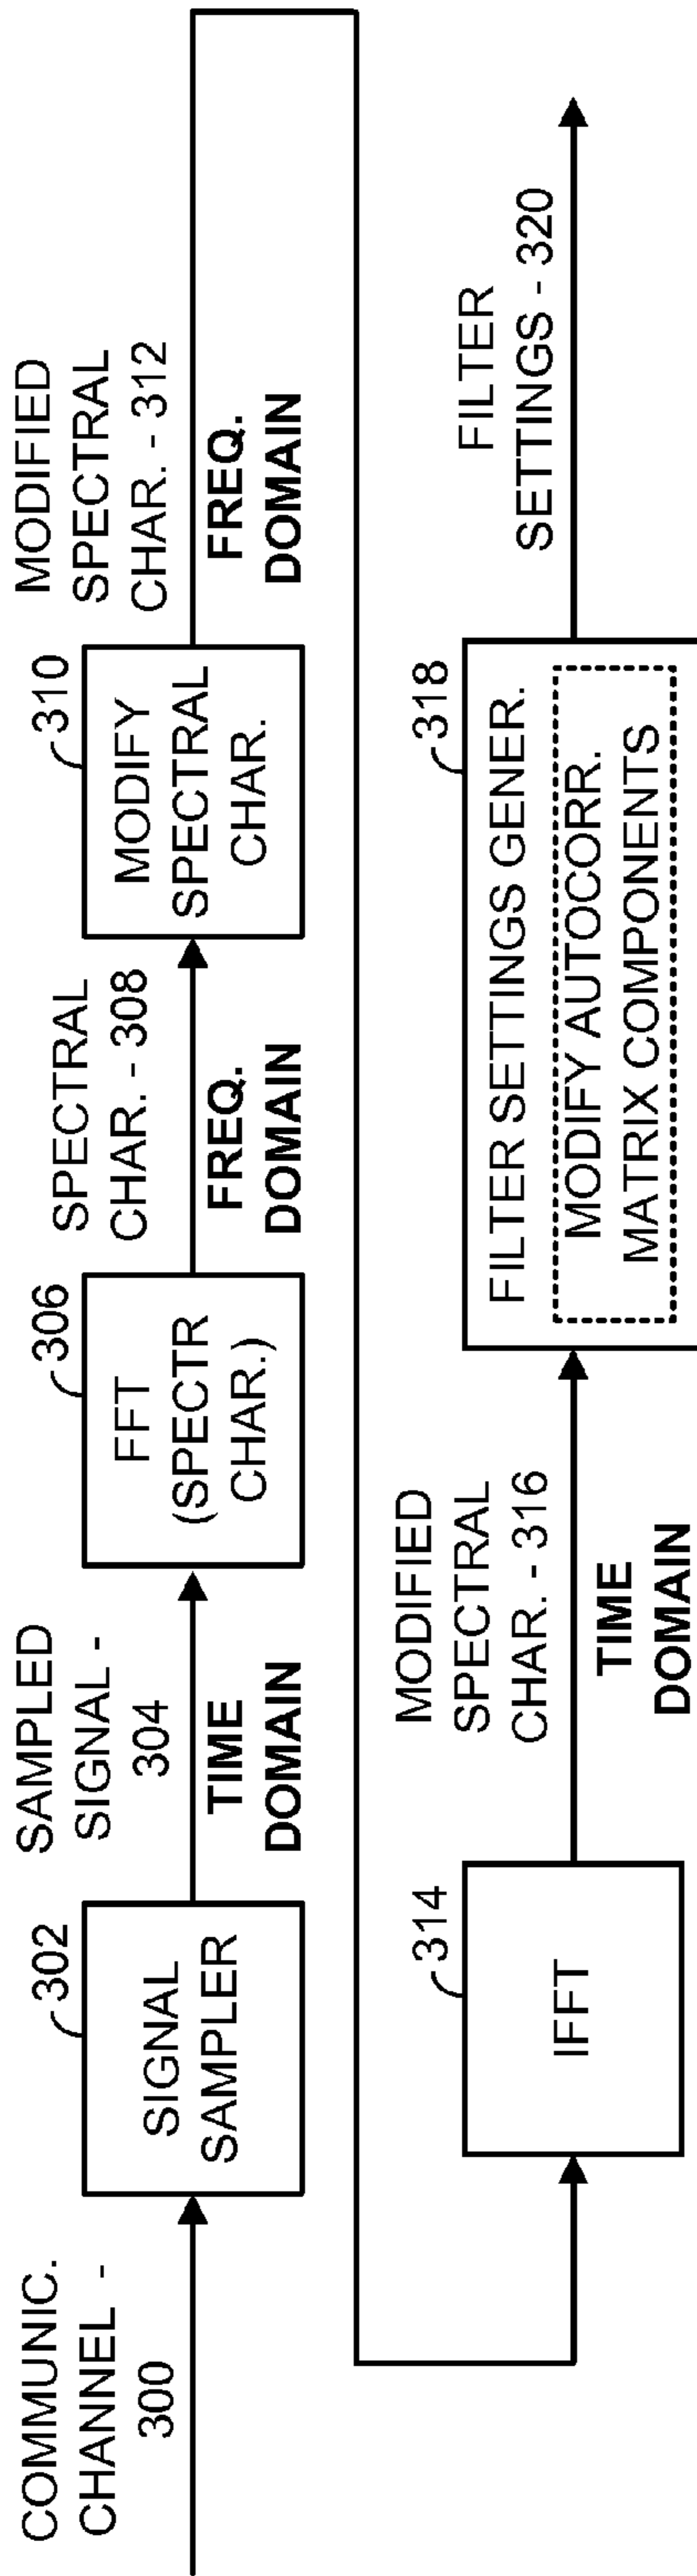 COMMUNIC.
CHANNEL -
300
302
SIGNAL
SAMPLER
SAMPLED
SIGNAL-
304
TIME
DOMAIN
306
FFT
(SPECTR
CHAR.)
SPECTRAL
CHAR. - 308
FREQ.
DOMAIN
310
MODIFY
SPECTRAL
CHAR.
MODIFIED
SPECTRAL
CHAR. - 312
FREQ.
DOMAIN
314
IFFT
MODIFIED
SPECTRAL
CHAR. - 316
TIME
DOMAIN
318
FILTER SETTINGS GENER.
MODIFY AUTOCORR.
MATRIX COMPONENTS
FILTER
SETTINGS - 320